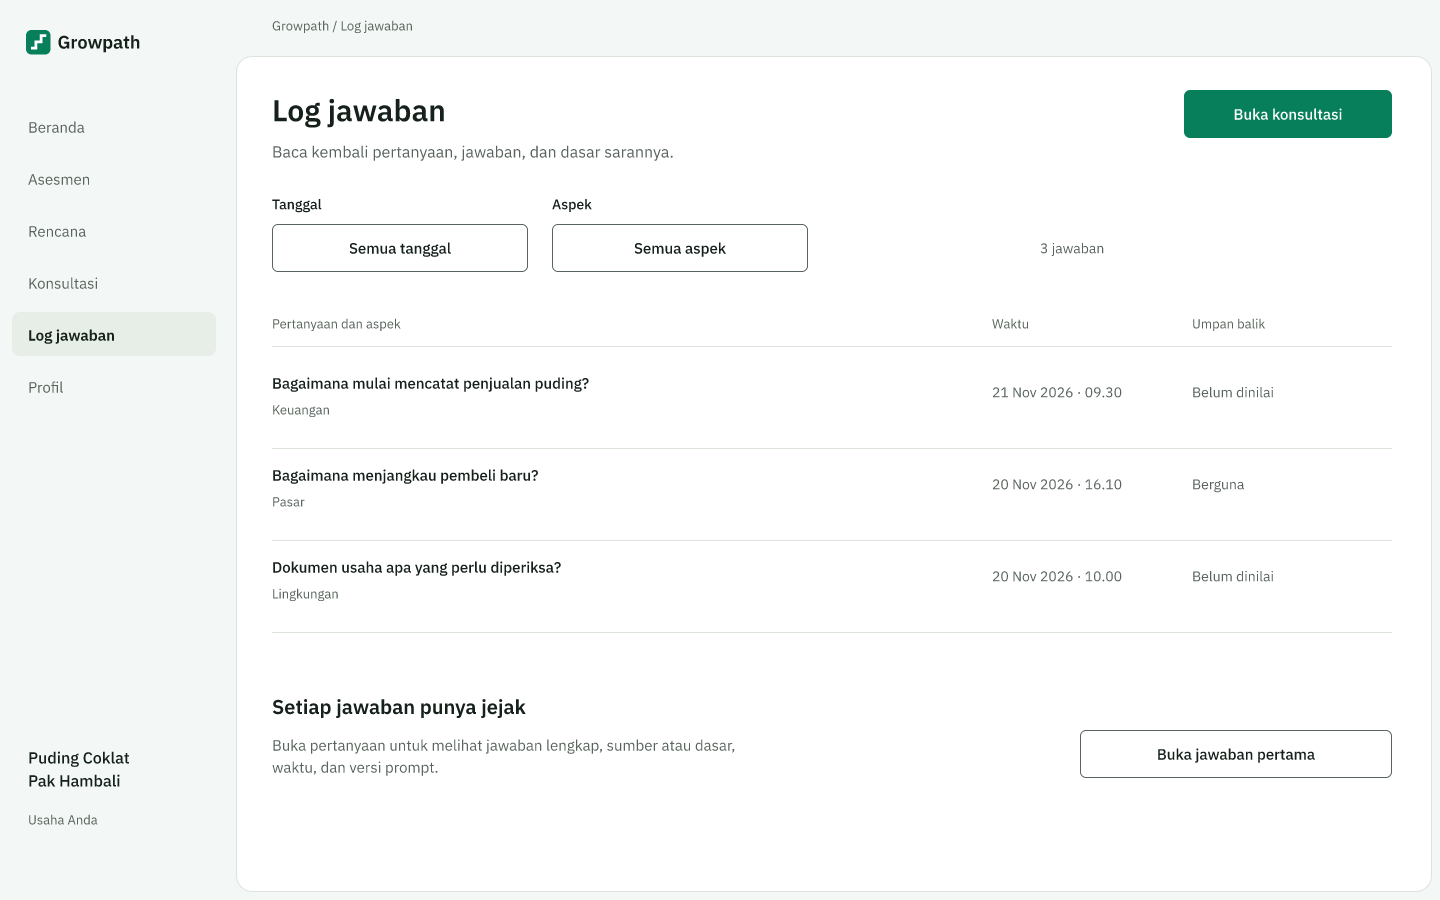 Growpath
Beranda
Asesmen
Rencana
Konsultasi
Log jawaban
Profil
Puding Coklat
Pak Hambali
Usaha Anda
Growpath / Log jawaban
Log jawaban
Buka konsultasi
Baca kembali pertanyaan, jawaban, dan dasar sarannya.
Tanggal
Aspek
Semua tanggal
Semua aspek
3 jawaban
Pertanyaan dan aspek
Waktu
Umpan balik
Bagaimana mulai mencatat penjualan puding?
Keuangan
21 Nov 2026 · 09.30
Belum dinilai
Bagaimana menjangkau pembeli baru?
Pasar
20 Nov 2026 · 16.10
Berguna
Dokumen usaha apa yang perlu diperiksa?
Lingkungan
20 Nov 2026 · 10.00
Belum dinilai
Setiap jawaban punya jejak
Buka pertanyaan untuk melihat jawaban lengkap, sumber atau dasar,
waktu, dan versi prompt.
Buka jawaban pertama